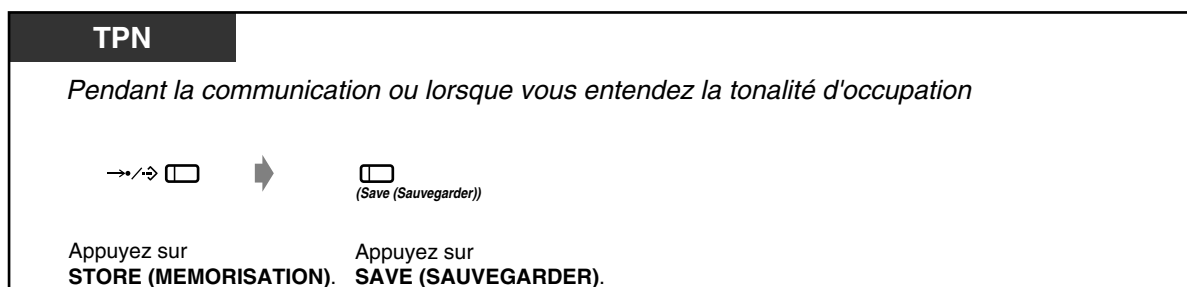 TPN
Pendant la communication ou lorsque vous entendez la tonalité d'occupation
(Save (Sauvegarder))
Appuyez sur
STORE (MEMORISATION).
Appuyez sur
SAVE (SAUVEGARDER).